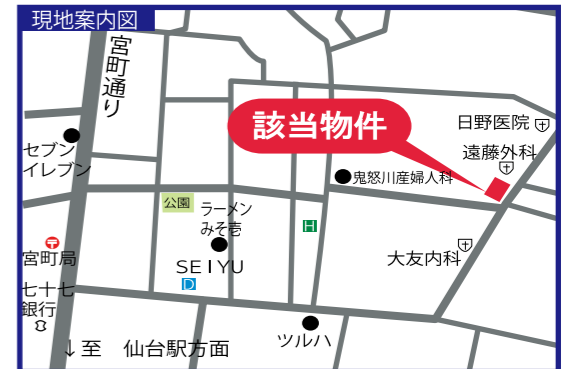 現地案内図
宮町通り
該当物件
日野医院
遠藤外科
セブン
イレブン
鬼怒川産婦人科
公園
ラーメン
みそ壱
H
宮町局
SEIYU
大友内科
D
七十七
銀行
ツルハ
↓至 仙台駅方面